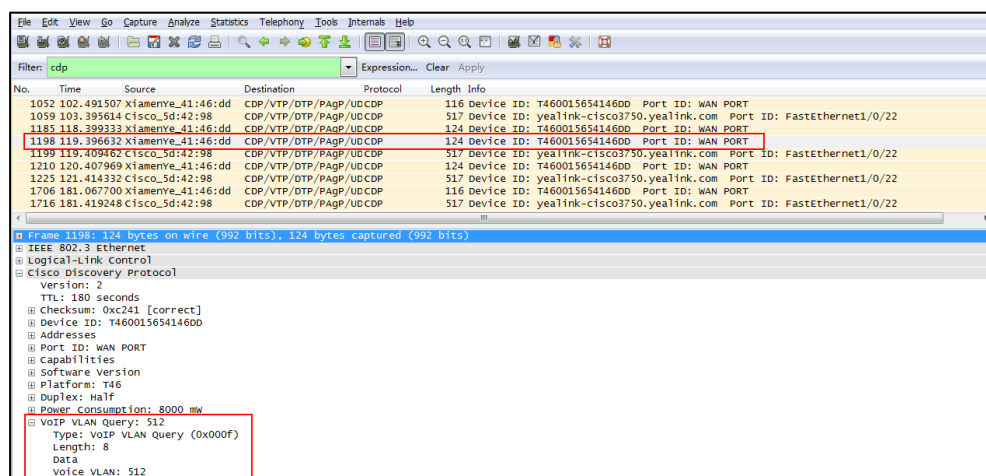 File Edit View Go Capture Analyze Statistics Telephony Tools Internals Help
Filter: cdp Expression... Clear Apply
No. Time Source Destination Protocol Length Info
1052 102.491507 XiamenYe_41:46:dd CDP/VTP/DTP/PAgP/UD CDP 116 Device ID: T460015654146DD Port ID: WAN PORT
1059 103.395614 Cisco_5d:42:98 CDP/VTP/DTP/PAgP/UD CDP 517 Device ID: yealink-cisco3750.yealink.com Port ID: FastEthernet1/0/22
1185 118.399333 XiamenYe_41:46:dd CDP/VTP/DTP/PAgP/UD CDP 124 Device ID: T460015654146DD Port ID: WAN PORT
1198 119.396632 XiamenYe_41:46:dd CDP/VTP/DTP/PAgP/UD CDP 124 Device ID: T460015654146DD Port ID: WAN PORT
1199 119.409462 Cisco_5d:42:98 CDP/VTP/DTP/PAgP/UD CDP 517 Device ID: yealink-cisco3750.yealink.com Port ID: FastEthernet1/0/22
1210 120.407969 XiamenYe_41:46:dd CDP/VTP/DTP/PAgP/UD CDP 124 Device ID: T460015654146DD Port ID: WAN PORT
1225 121.414332 Cisco_5d:42:98 CDP/VTP/DTP/PAgP/UD CDP 517 Device ID: yealink-cisco3750.yealink.com Port ID: FastEthernet1/0/22
1706 181.067700 XiamenYe_41:46:dd CDP/VTP/DTP/PAgP/UD CDP 116 Device ID: T460015654146DD Port ID: WAN PORT
1716 181.419248 Cisco_5d:42:98 CDP/VTP/DTP/PAgP/UD CDP 517 Device ID: yealink-cisco3750.yealink.com Port ID: FastEthernet1/0/22
Frame 1198: 124 bytes on wire (992 bits), 124 bytes captured (992 bits)
IEEE 802.3 Ethernet
Logical-Link Control
Cisco Discovery Protocol
Version: 2
TTL: 180 seconds
Checksum: 0xc241 [correct]
Device ID: T460015654146DD
Addresses
Port ID: WAN PORT
Capabilities
Software Version
Platform: T46
Duplex: Half
Power Consumption: 8000 mW
VoIP VLAN Query: 512
Type: VoIP VLAN Query (0x000f)
Length: 8
Data
Voice VLAN: 512